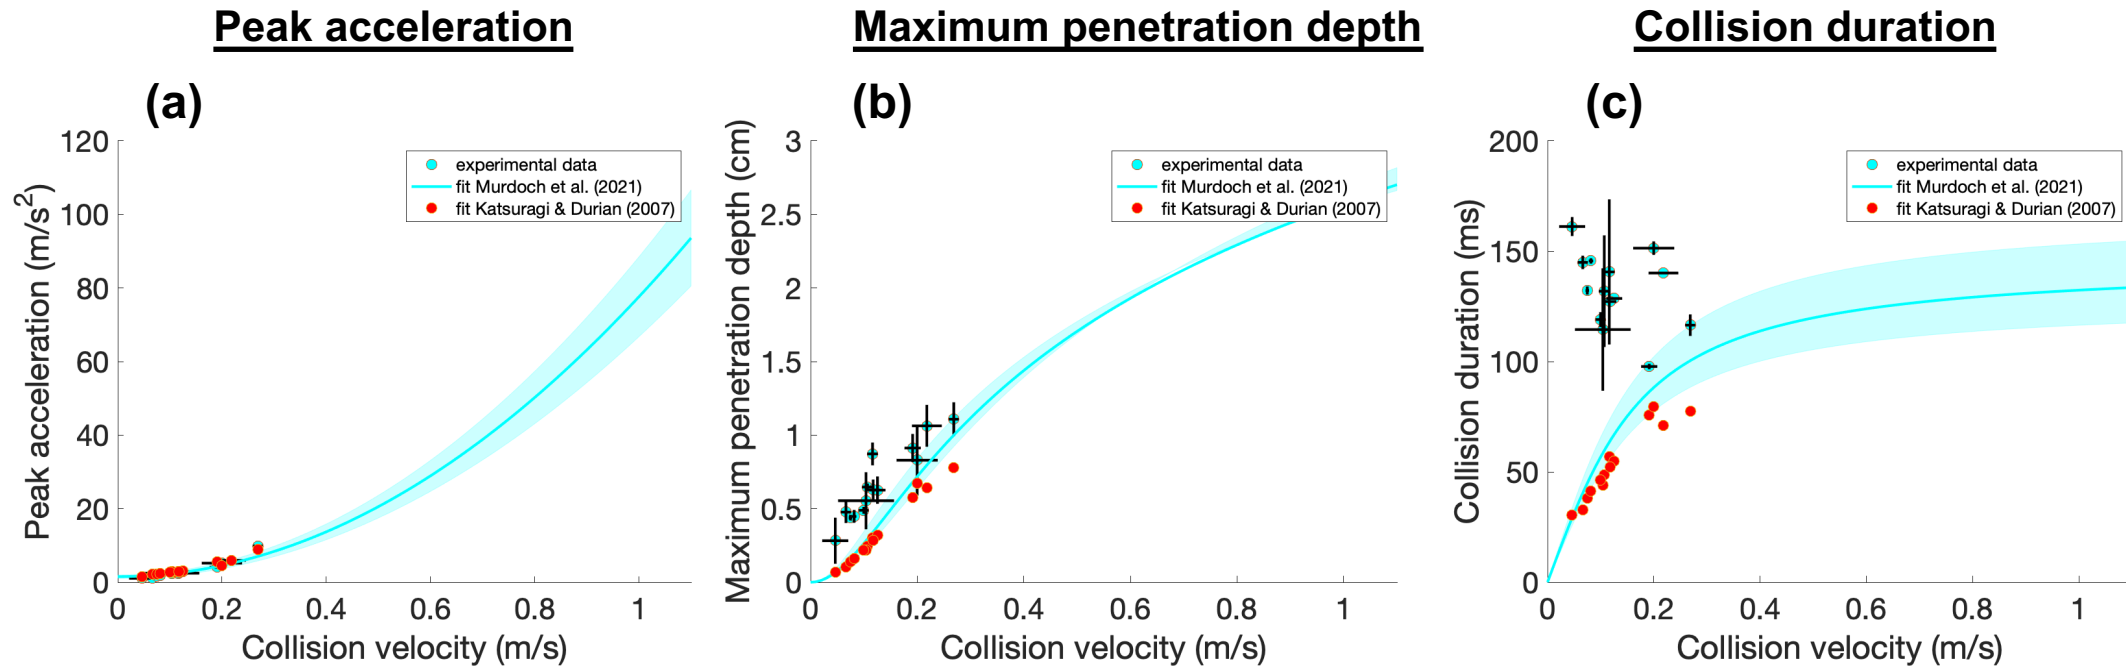 Peak acceleration
Maximum penetration depth
Collision duration
(a)
120
100
80
60
40
20
0
0 0.2 0.4 0.6 0.8 1
Peak acceleration (m/s²)
Collision velocity (m/s)
experimental data
fit Murdoch et al. (2021)
fit Katsuragi & Durian (2007)
(b)
3
2.5
2
1.5
1
0.5
0
0 0.2 0.4 0.6 0.8 1
Maximum penetration depth (cm)
Collision velocity (m/s)
experimental data
fit Murdoch et al. (2021)
fit Katsuragi & Durian (2007)
(c)
200
150
100
50
0
0 0.2 0.4 0.6 0.8 1
Collision duration (ms)
Collision velocity (m/s)
experimental data
fit Murdoch et al. (2021)
fit Katsuragi & Durian (2007)